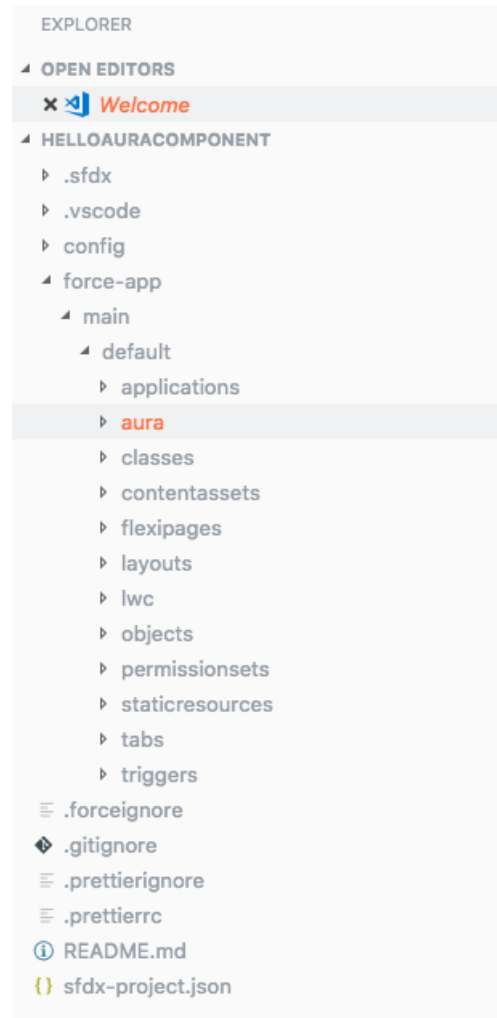 EXPLORER
OPEN EDITORS
Welcome
HELLOAURACOMPONENT
.sfdx
.vscode
config
force-app
main
default
applications
aura
classes
contentassets
flexipages
layouts
lwc
objects
permissionsets
staticresources
tabs
triggers
.forceignore
.gitignore
.prettierignore
.prettierrc
README.md
{} sfdx-project.json